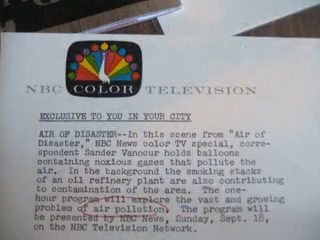 NBC COLOR TELEVISION
EXCLUSIVE TO YOU IN YOUR CITY
AIR OF DISASTER--In this scene from "Air of
Disaster," NBC News color TV special, corre-
spondent Sander Vanocur holds balloons
containing noxious gases that pollute the
air. In the background the smoking stacks
of an oil refinery plant are also contributing
to contamination of the area. The one-
hour program will explore the vast and growing
problem of air pollution. The program will
be presented by NBC News, Sunday, Sept. 18,
on the NBC Television Network.